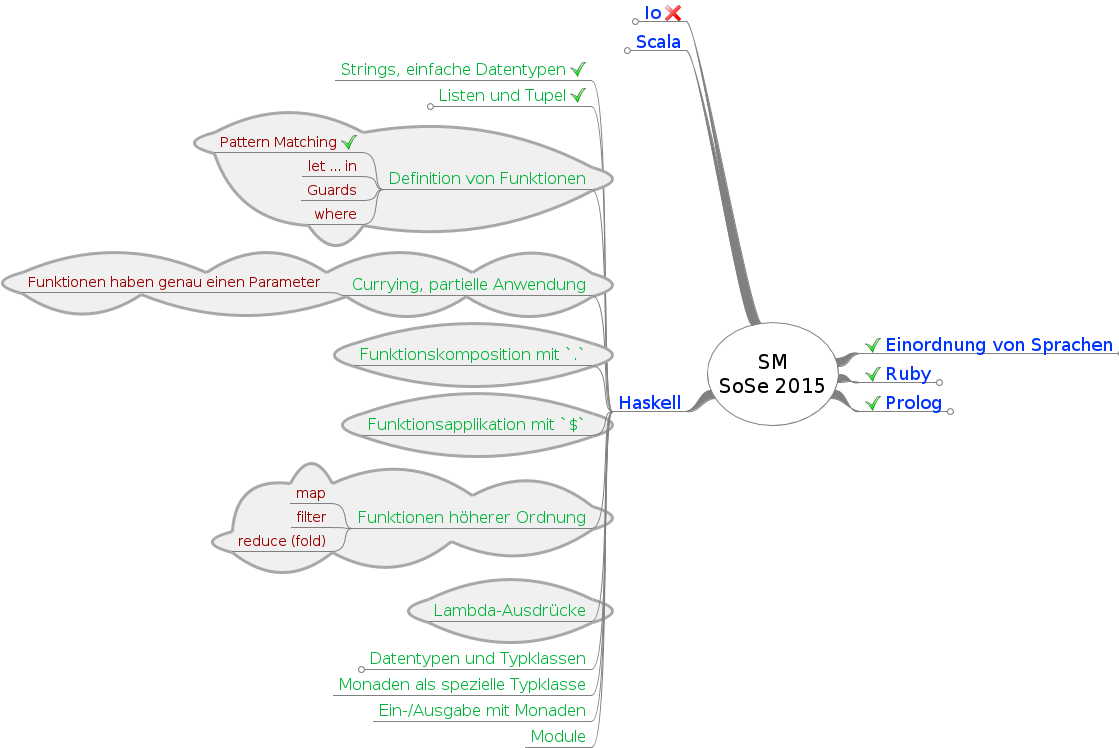 Io
Scala
Strings, einfache Datentypen
Listen und Tupel
Pattern Matching
let ... in
Guards
where
Definition von Funktionen
Funktionen haben genau einen Parameter
Currying, partielle Anwendung
Funktionskomposition mit `.`
Funktionsapplikation mit `$`
map
filter
reduce (fold)
Funktionen höherer Ordnung
Lambda-Ausdrücke
Datentypen und Typklassen
Monaden als spezielle Typklasse
Ein-/Ausgabe mit Monaden
Module
Haskell
SM
SoSe 2015
Einordnung von Sprachen
Ruby
Prolog